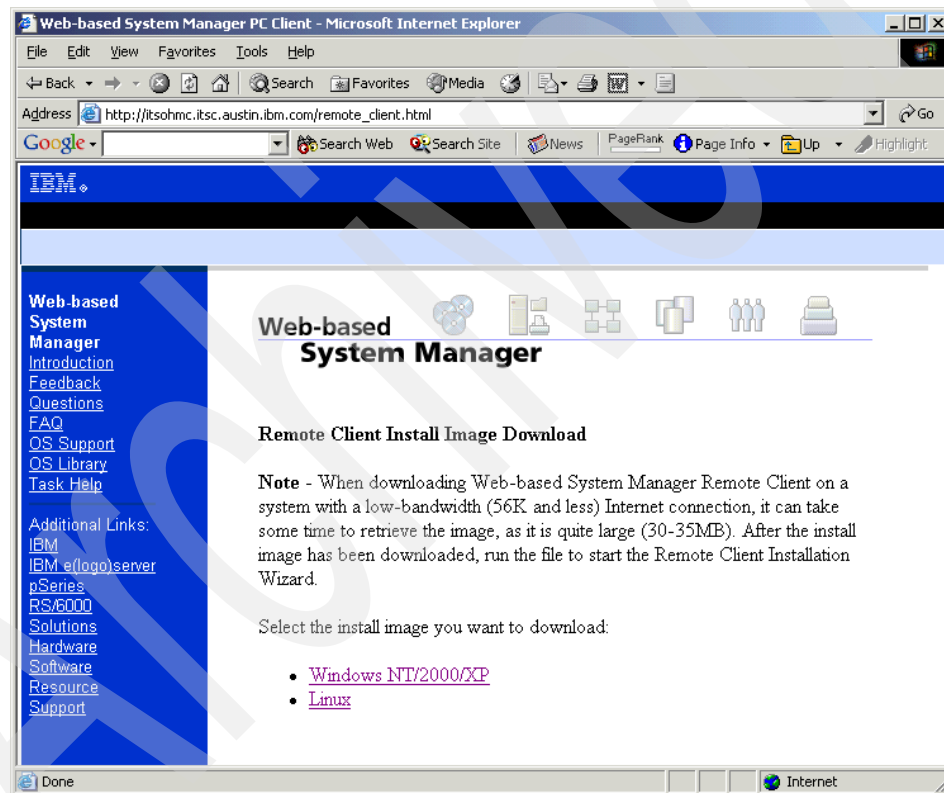 Web-based System Manager PC Client - Microsoft Internet Explorer
File Edit View Favorites Tools Help
Back Search Favorites Media
Address http://itsohmc.itsc.austin.ibm.com/remote_client.html Go
Google Search Web Search Site News PageRank Page Info Up Highlight
IBM
Web-based
System
Manager
Introduction
Feedback
Questions
FAQ
OS Support
OS Library
Task Help
Additional Links:
IBM
IBM e(logo)server
pSeries
RS/6000
Solutions
Hardware
Software
Resource
Support
Web-based
System Manager
Remote Client Install Image Download
Note - When downloading Web-based System Manager Remote Client on a
system with a low-bandwidth (56K and less) Internet connection, it can take
some time to retrieve the image, as it is quite large (30-35MB). After the install
image has been downloaded, run the file to start the Remote Client Installation
Wizard.
Select the install image you want to download:
• Windows NT/2000/XP
• Linux
Done Internet
Archived